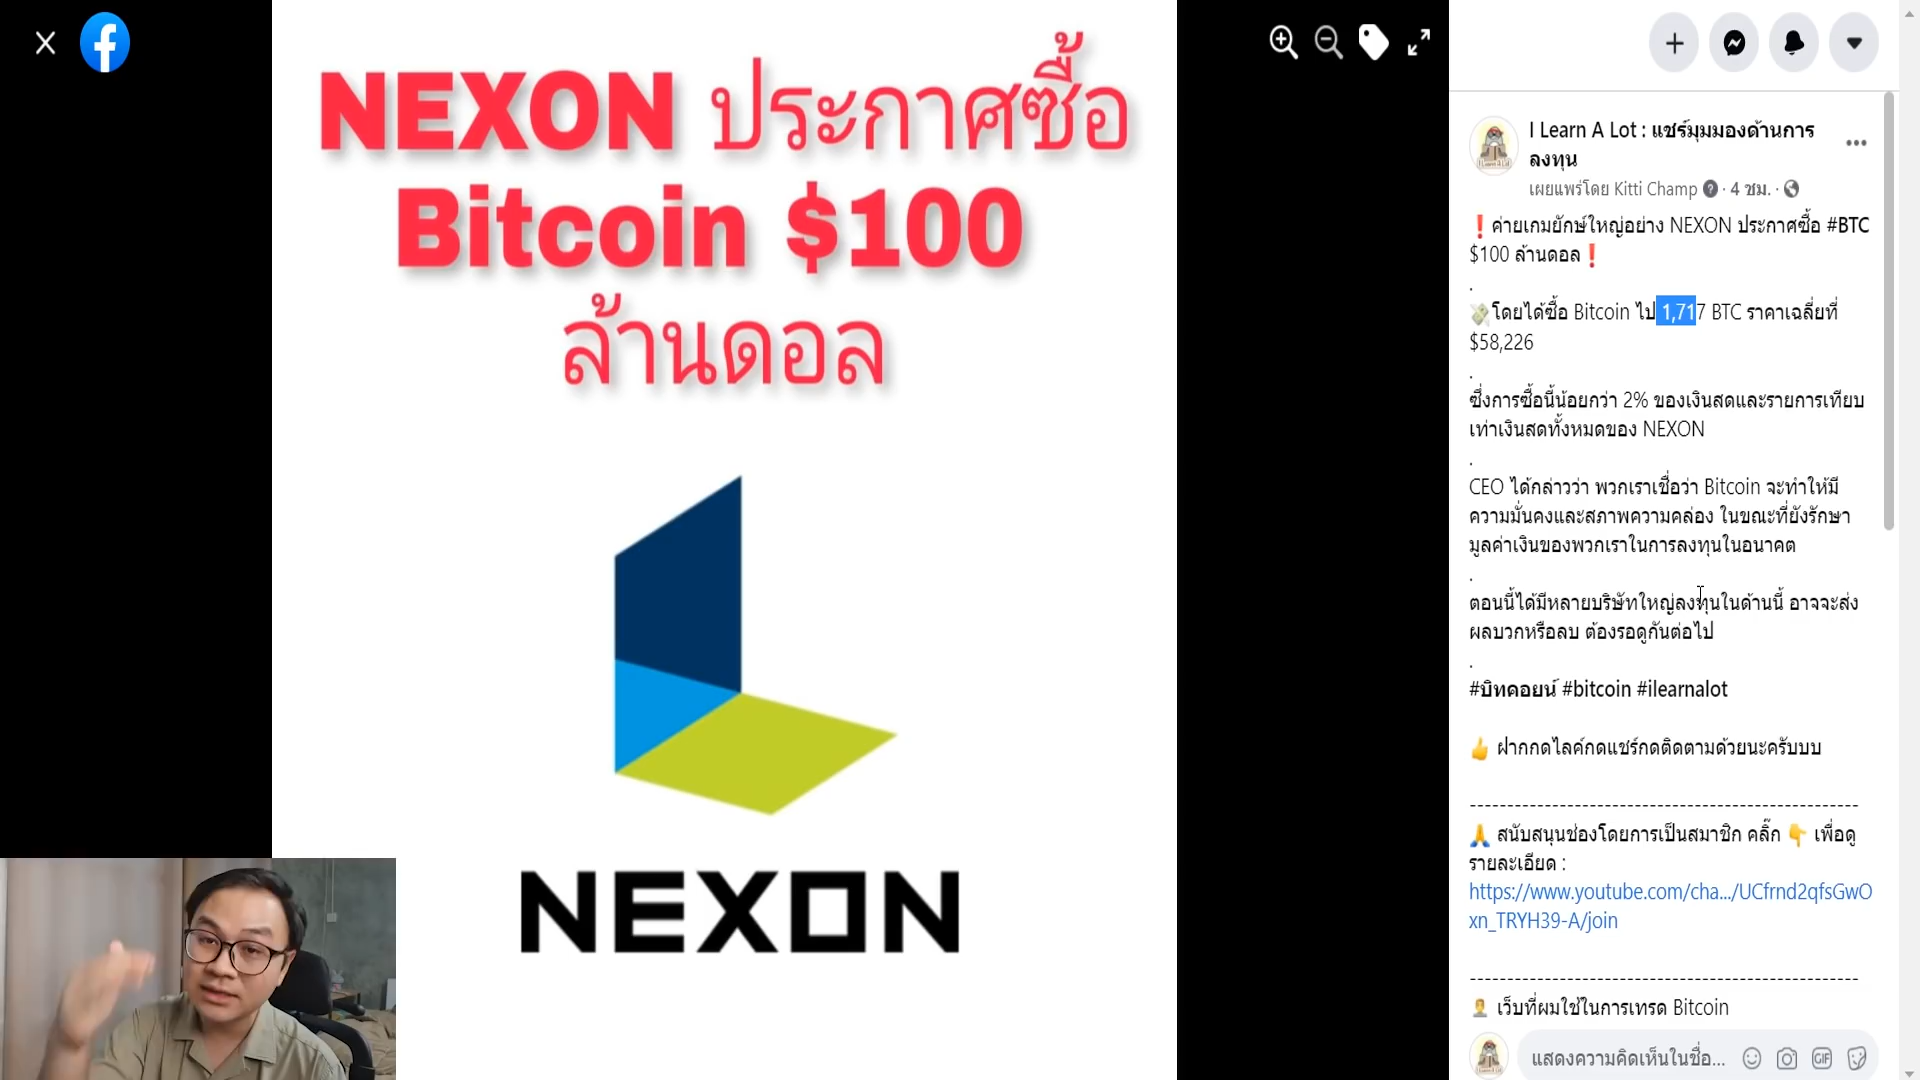 NEXON ประกาศซื้อ
Bitcoin $100
ล้านดอล
NEXON
I Learn A Lot : แชร์มุมมองด้านการ
ลงทุน
เผยแพร่โดย Kitti Champ · 4 ชม. ·
❗ค่ายเกมยักษ์ใหญ่อย่าง NEXON ประกาศซื้อ #BTC
$100 ล้านดอล❗
.
💸โดยได้ซื้อ Bitcoin ไป 1,717 BTC ราคาเฉลี่ยที่
$58,226
.
ซึ่งการซื้อนี้น้อยกว่า 2% ของเงินสดและรายการเทียบ
เท่าเงินสดทั้งหมดของ NEXON
.
CEO ได้กล่าวว่า พวกเราเชื่อว่า Bitcoin จะทำให้มี
ความมั่นคงและสภาพความคล่อง ในขณะที่ยังรักษา
มูลค่าเงินของพวกเราในการลงทุนในอนาคต
.
ตอนนี้ได้มีหลายบริษัทใหญ่ลงทุนในด้านนี้ อาจจะส่ง
ผลบวกหรือลบ ต้องรอดูกันต่อไป
.
#บิทคอยน์ #bitcoin #ilearnalot
👍 ฝากกดไลค์กดแชร์กดติดตามด้วยนะครับบบ
----------------------------------------------------
🙏 สนับสนุนช่องโดยการเป็นสมาชิก คลิ๊ก 👇 เพื่อดู
รายละเอียด :
https://www.youtube.com/cha.../UCfrnd2qfsGwO
xn_TRYH39-A/join
----------------------------------------------------
🤵 เว็บที่ผมใช้ในการเทรด Bitcoin
แสดงความคิดเห็นในชื่อ...
GIF